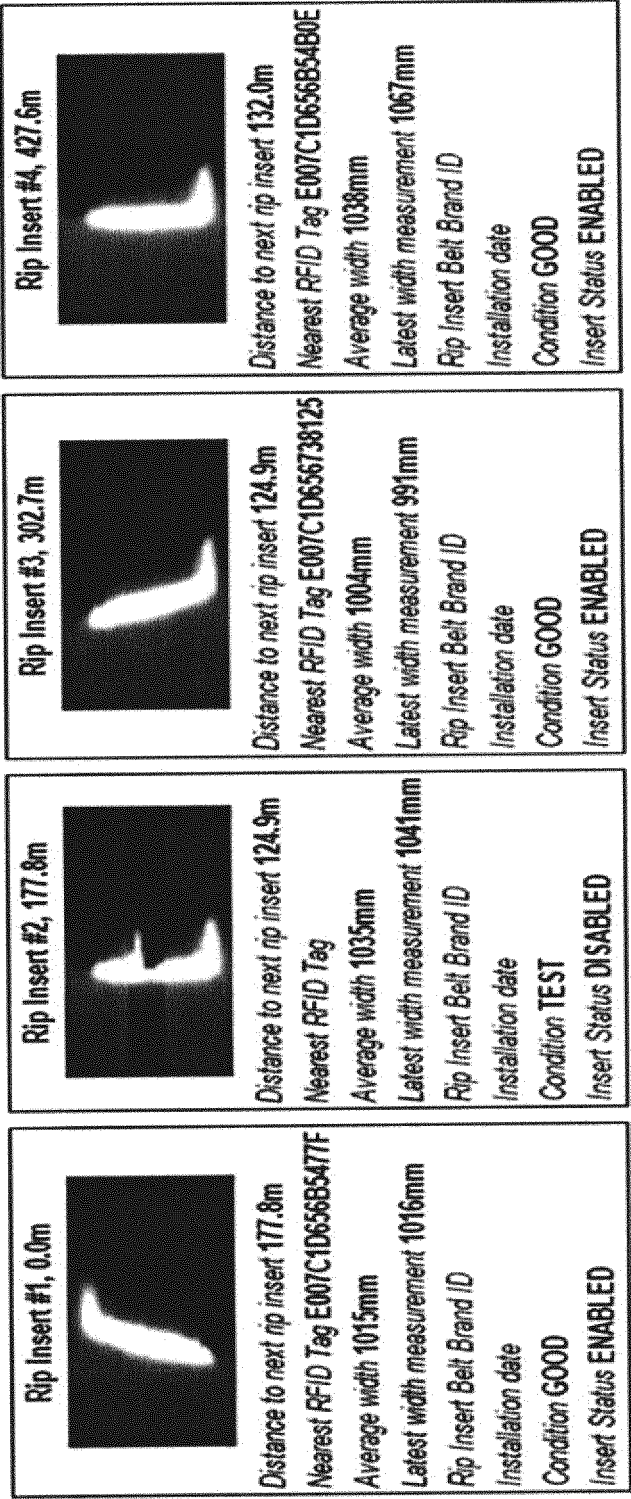 Rip Insert #1, 0.0m
Distance to next rip insert 177.8m
Nearest RFID Tag E007C1D656B5477F
Average width 1015mm
Latest width measurement 1016mm
Rip Insert Belt Brand ID
Installation date
Condition GOOD
Insert Status ENABLED
Rip Insert #2, 177.8m
Distance to next rip insert 124.9m
Nearest RFID Tag
Average width 1035mm
Latest width measurement 1041mm
Rip Insert Belt Brand ID
Installation date
Condition TEST
Insert Status DISABLED
Rip Insert #3, 302.7m
Distance to next rip insert 124.9m
Nearest RFID Tag E007C1D656738125
Average width 1004mm
Latest width measurement 991mm
Rip Insert Belt Brand ID
Installation date
Condition GOOD
Insert Status ENABLED
Rip Insert #4, 427.6m
Distance to next rip insert 132.0m
Nearest RFID Tag E007C1D656B54B0E
Average width 1038mm
Latest width measurement 1067mm
Rip Insert Belt Brand ID
Installation date
Condition GOOD
Insert Status ENABLED